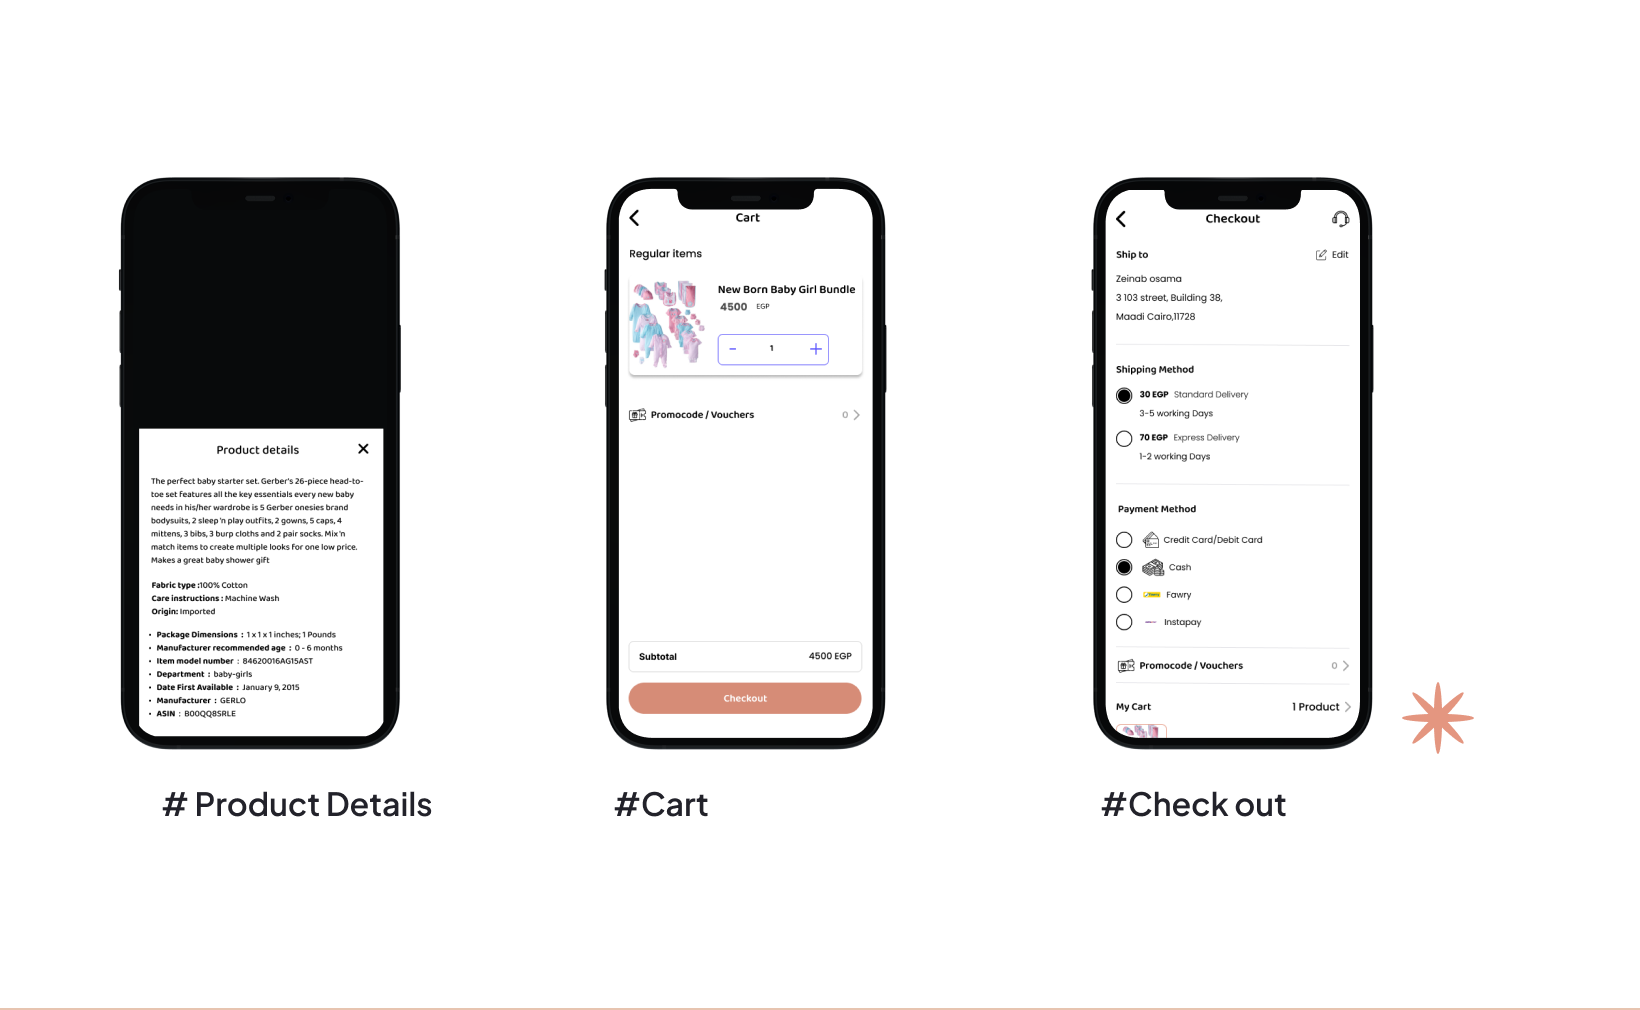 Product details
The perfect baby starter set. Gerber's 26-piece head-to-
toe set features all the key essentials every new baby
needs in his/her wardrobe is 5 Gerber onesies brand
bodysuits, 2 sleep 'n play outfits, 2 gowns, 5 caps, 4
mittens, 3 bibs, 3 burp cloths and 2 pair socks. Mix 'n
match items to create multiple looks for one low price.
Makes a great baby shower gift
Fabric type :100% Cotton
Care instructions : Machine Wash
Origin: Imported
• Package Dimensions : 1 x 1 x 1 inches; 1 Pounds
• Manufacturer recommended age : 0 - 6 months
• Item model number : 84620016AG15AST
• Department : baby-girls
• Date First Available : January 9, 2015
• Manufacturer : GERLO
• ASIN : B00QQ8SRLE
# Product Details
Cart
Regular items
New Born Baby Girl Bundle
4500 EGP
- 1 +
Promocode / Vouchers 0
Subtotal 4500 EGP
Checkout
#Cart
Checkout
Ship to Edit
Zeinab osama
3 103 street, Building 38,
Maadi Cairo,11728
Shipping Method
30 EGP Standard Delivery
3-5 working Days
70 EGP Express Delivery
1-2 working Days
Payment Method
Credit Card/Debit Card
Cash
Fawry
Instapay
Promocode / Vouchers 0
My Cart 1 Product
#Check out